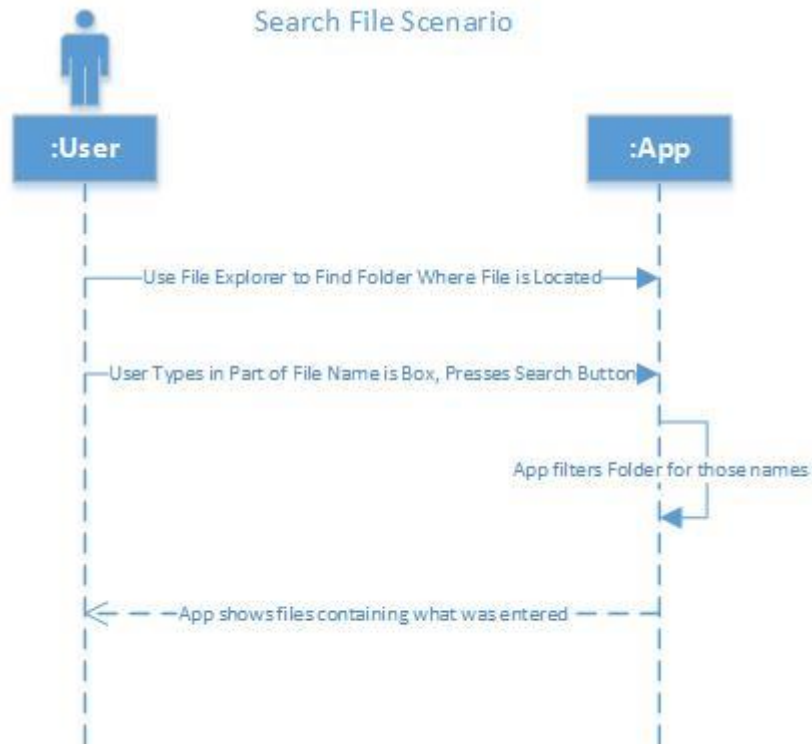 Search File Scenario
:User
:App
Use File Explorer to Find Folder Where File is Located
User Types in Part of File Name is Box, Presses Search Button
App filters Folder for those names
App shows files containing what was entered